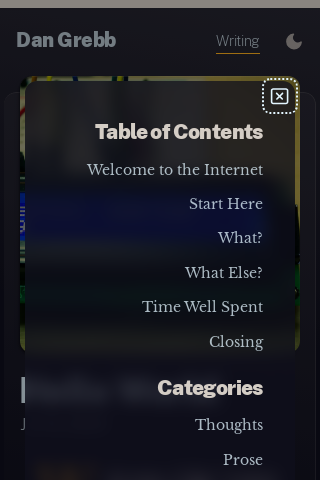 Dan Grebb
Writing
Table of Contents
Welcome to the Internet
Start Here
What?
What Else?
Time Well Spent
Closing
Categories
Thoughts
Prose